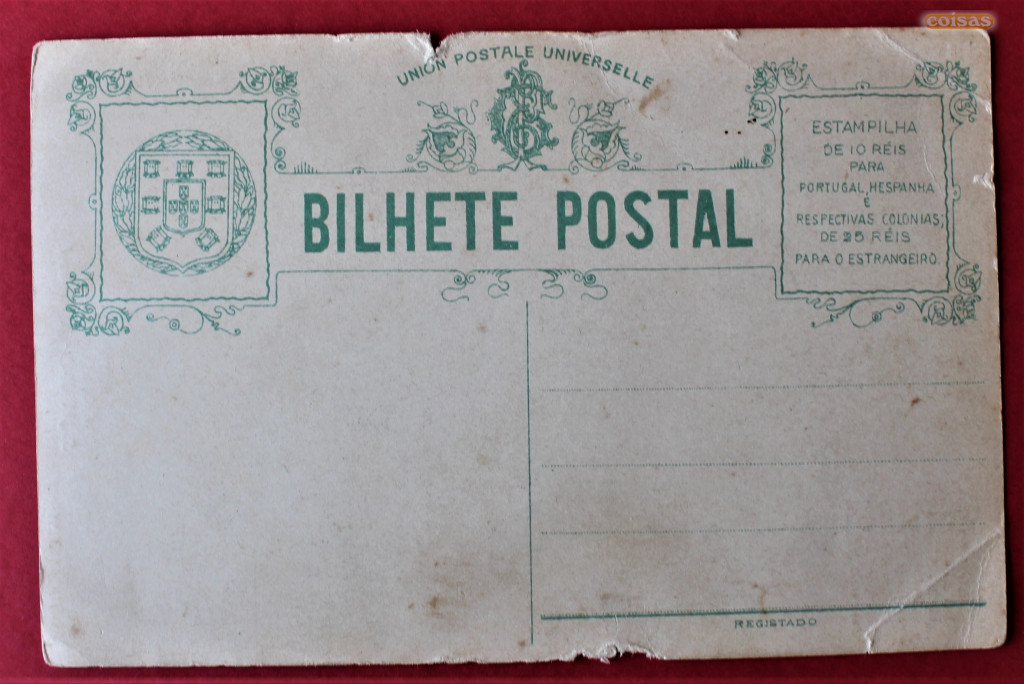 coisas
UNION POSTALE UNIVERSELLE
BILHETE POSTAL
ESTAMPILHA
DE 10 RÉIS
PARA
PORTUGAL, HESPANHA
E
RESPECTIVAS COLONIAS;
DE 25 RÉIS
PARA O ESTRANGEIRO.
REGISTADO